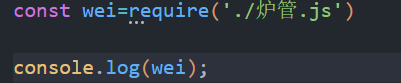 const wei=require('./炉管.js')
console.log(wei);